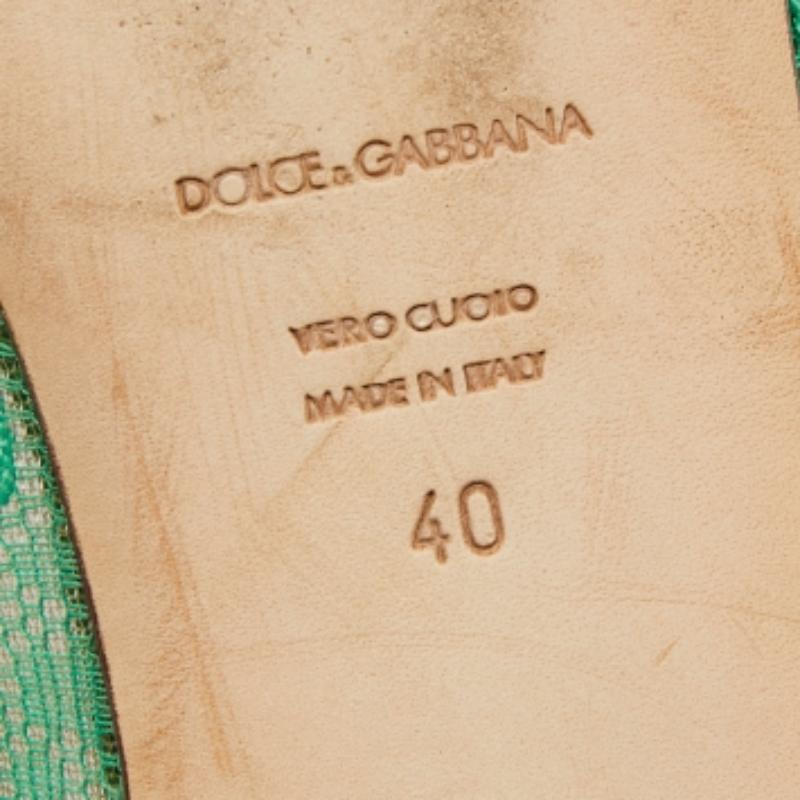 DOLCE & GABBANA
VERO CUOIO
MADE IN ITALY
40